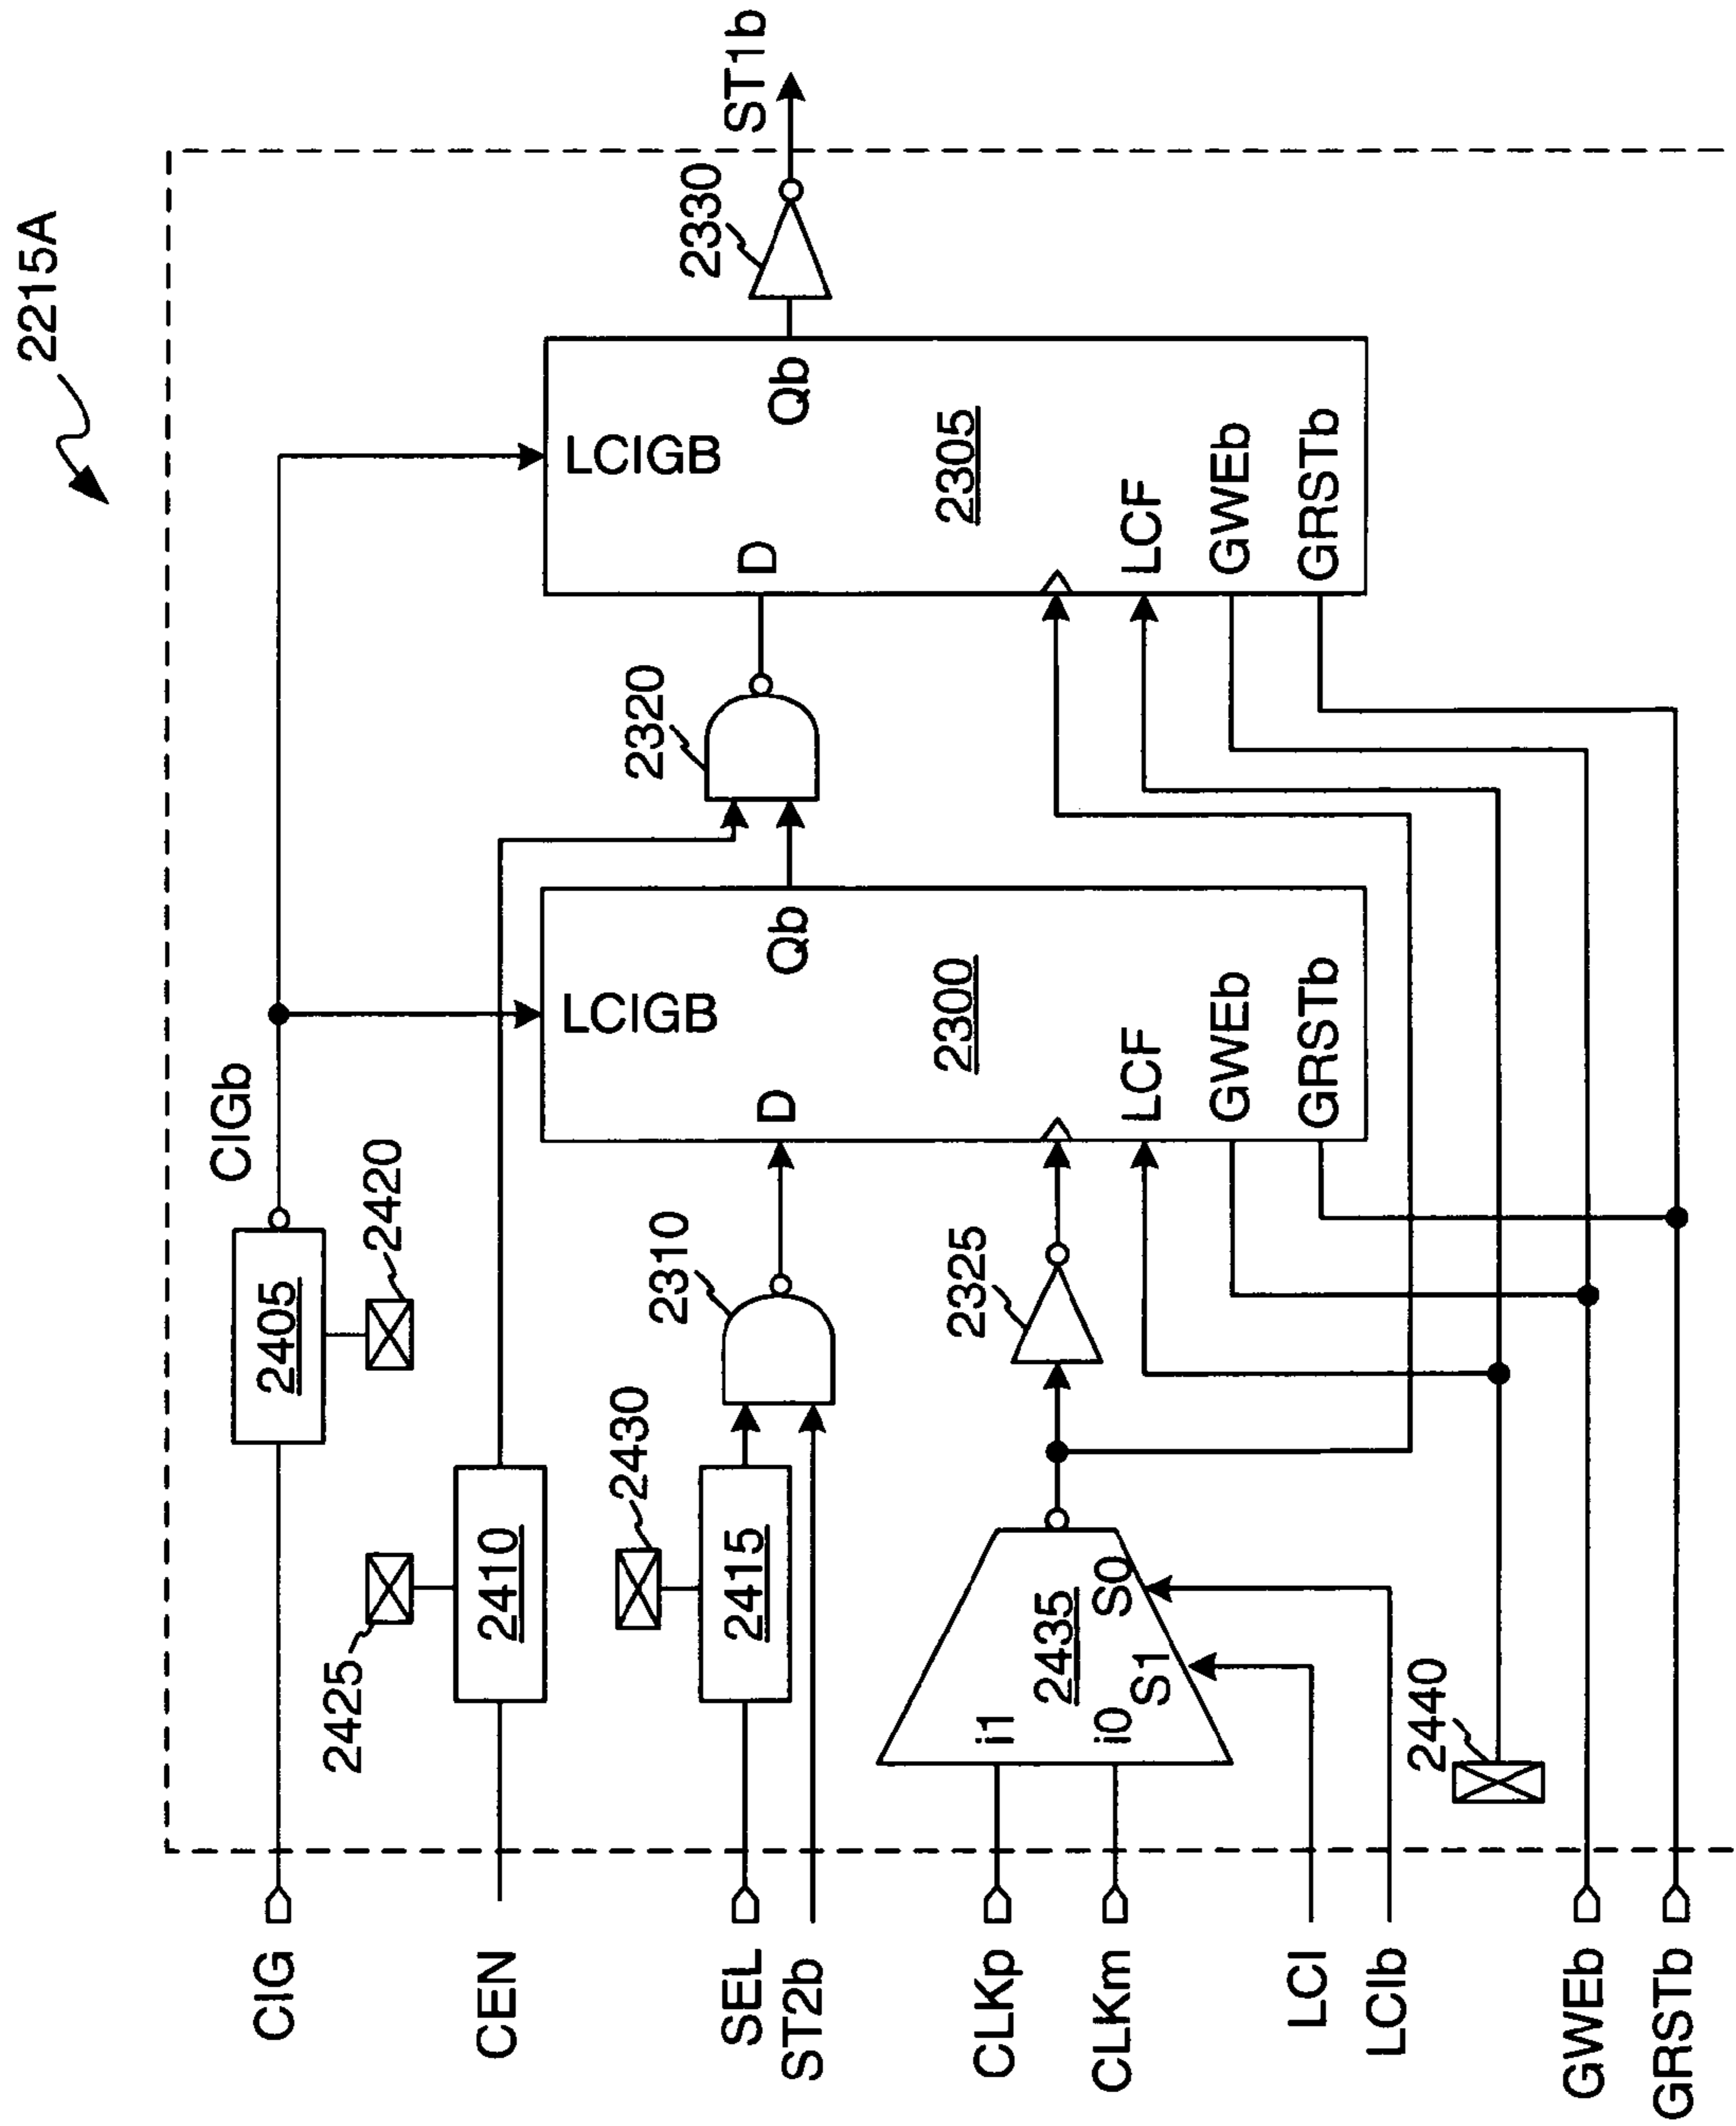 2215A
CIG
2405
CIGb
2420
CEN
2425
2410
SEL
2430
2415
ST2b
2310
D
LCIGB
2300
Qb
LCF
GWEb
GRSTb
2320
D
LCIGB
2305
Qb
LCF
GWEb
GRSTb
2330
ST1b
CLKp
CLKm
i1
i0
2435
S1
S0
2325
LCI
LCIb
2440
GWEb
GRSTb